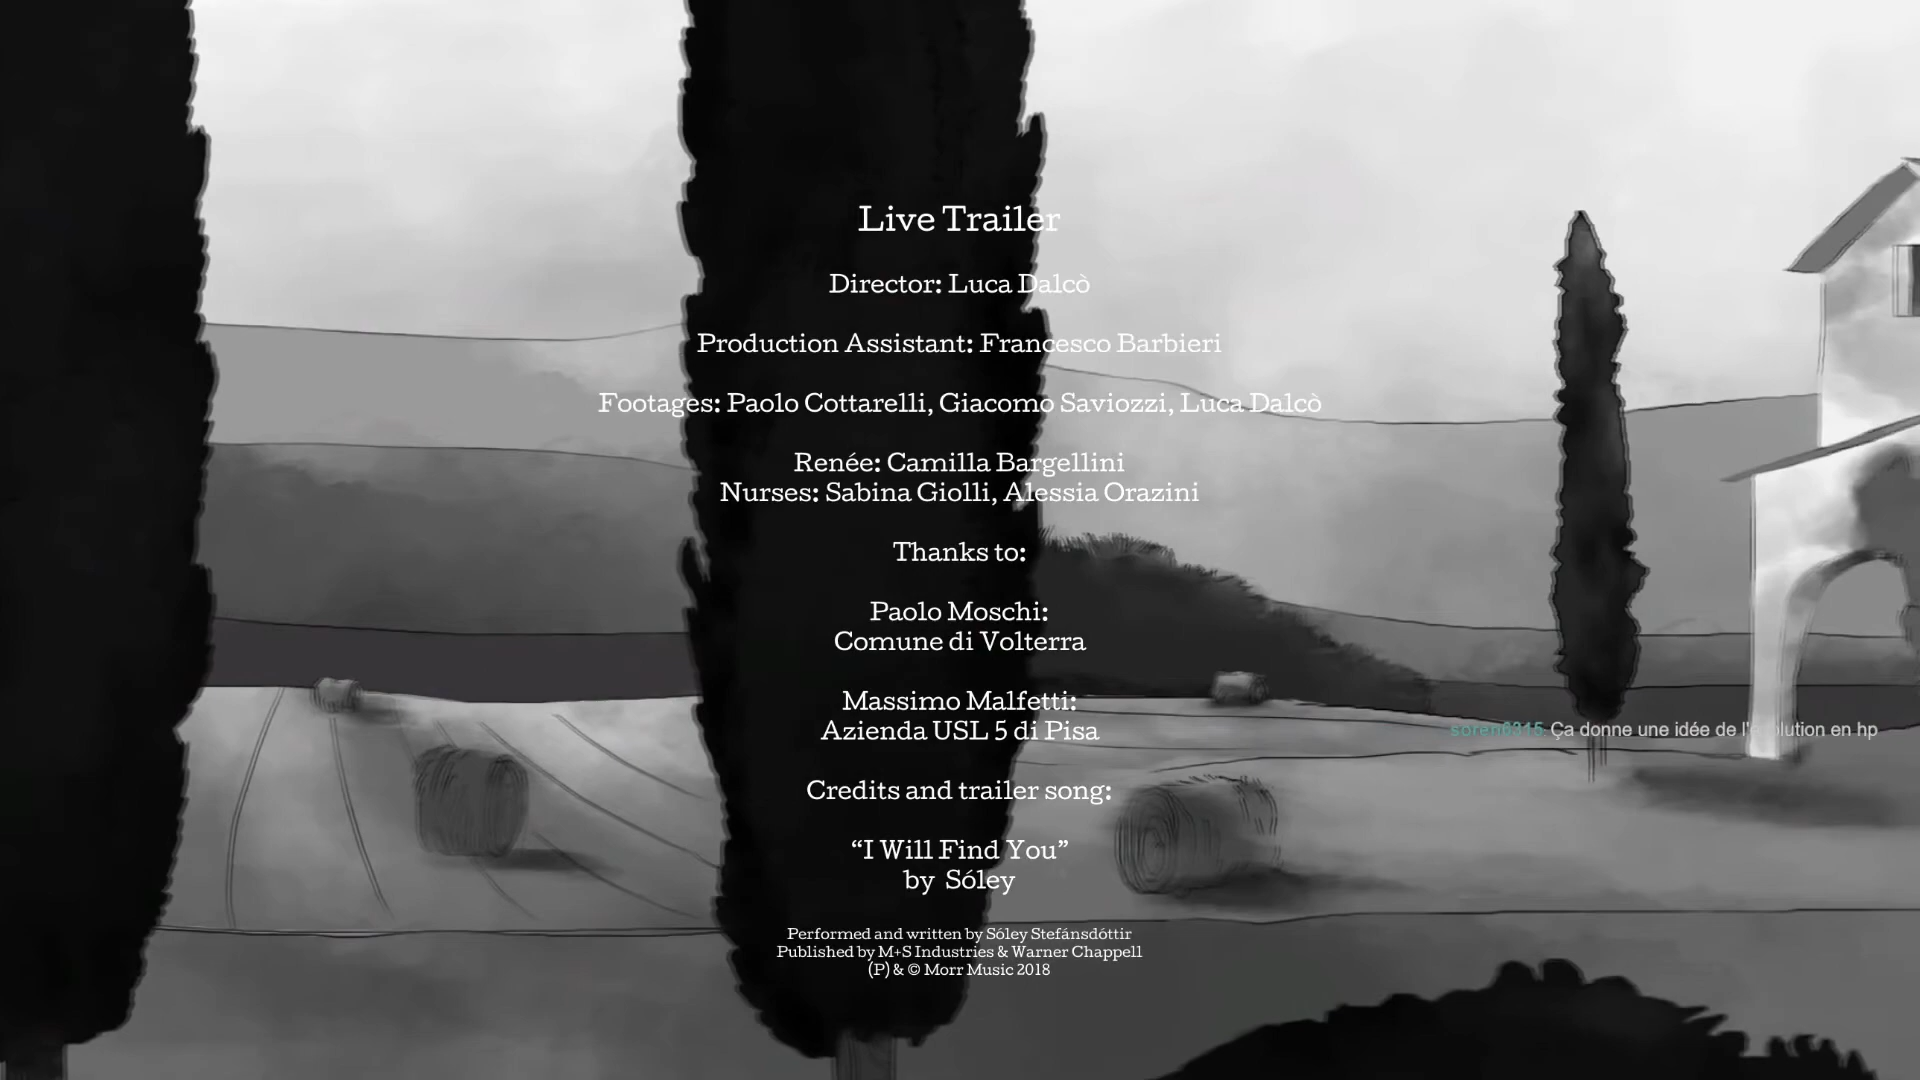 Live Trailer
Director: Luca Dalcò
Production Assistant: Francesco Barbieri
Footages: Paolo Cottarelli, Giacomo Saviozzi, Luca Dalcò
Renée: Camilla Bargellini
Nurses: Sabina Giolli, Alessia Orazini
Thanks to:
Paolo Moschi:
Comune di Volterra
Massimo Malfetti:
Azienda USL 5 di Pisa
soren6315: Ça donne une idée de l'evolution en hp
Credits and trailer song:
“I Will Find You”
by Sóley
Performed and written by Sóley Stefánsdóttir
Published by M+S Industries & Warner Chappell
(P) & © Morr Music 2018